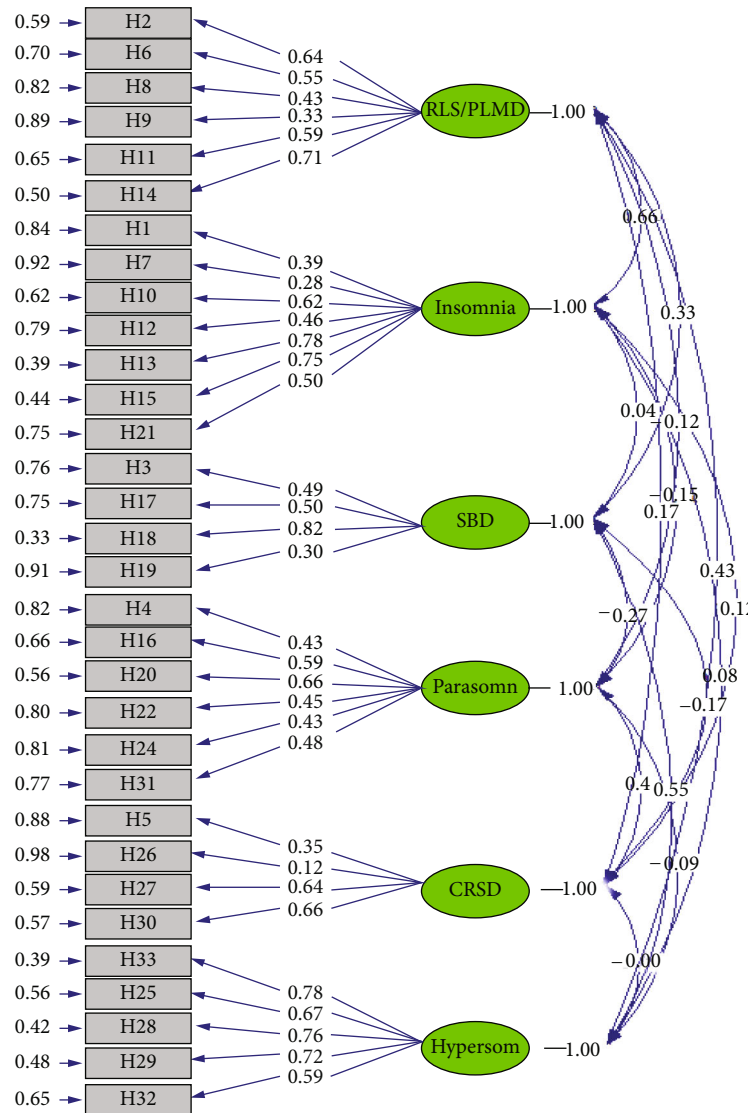 0.59 H2
0.70 H6 0.64
0.82 H8 0.55
0.89 H9 0.43 RLS/PLMD 1.00
0.65 H11 0.33
0.50 H14 0.59
0.71
0.84 H1 0.66
0.92 H7 0.39
0.62 H10 0.28
0.79 H12 0.62 Insomnia 1.00
0.39 H13 0.46 0.33
0.44 H15 0.78
0.75 H21 0.75
0.50
0.04 −0.12
0.76 H3
0.75 H17 0.49 −0.15
0.33 H18 0.50 SBD 1.00 0.17
0.91 H19 0.82
0.30
0.43
0.82 H4 −0.27 0.12
0.66 H16 0.43
0.56 H20 0.59 0.08
0.80 H22 0.66 Parasomn 1.00
0.81 H24 0.45 −0.17
0.77 H31 0.43
0.48
0.4 0.55
0.88 H5
0.98 H26 0.35
0.59 H27 0.12 −0.09
0.57 H30 0.64 CRSD 1.00
0.66
0.39 H33 −0.00
0.56 H25 0.78
0.42 H28 0.67
0.48 H29 0.76 Hypersom 1.00
0.65 H32 0.72
0.59